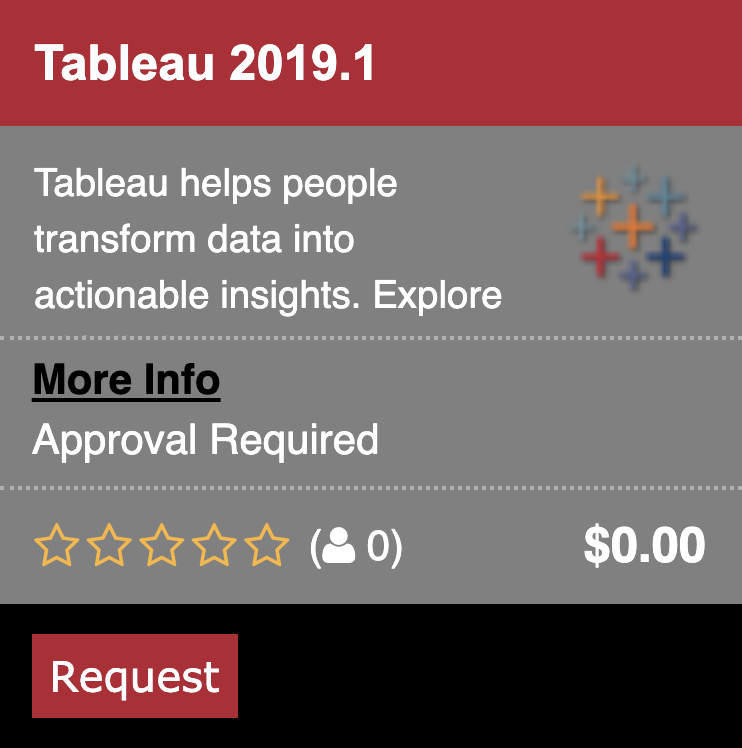 Tableau 2019.1
Tableau helps people
transform data into
actionable insights. Explore
More Info
Approval Required
( 0)
$0.00
Request